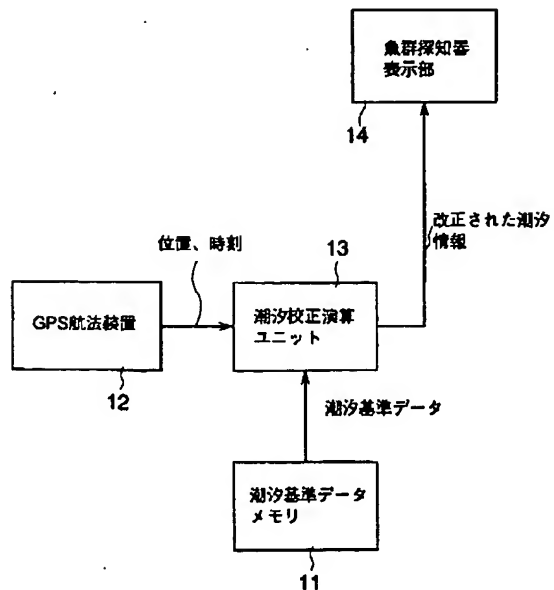 魚群探知器
表示部
14
改正された潮汐
情報
位置、時刻
13
GPS航法装置
潮汐校正演算
ユニット
12
潮汐基準データ
潮汐基準データ
メモリ
11